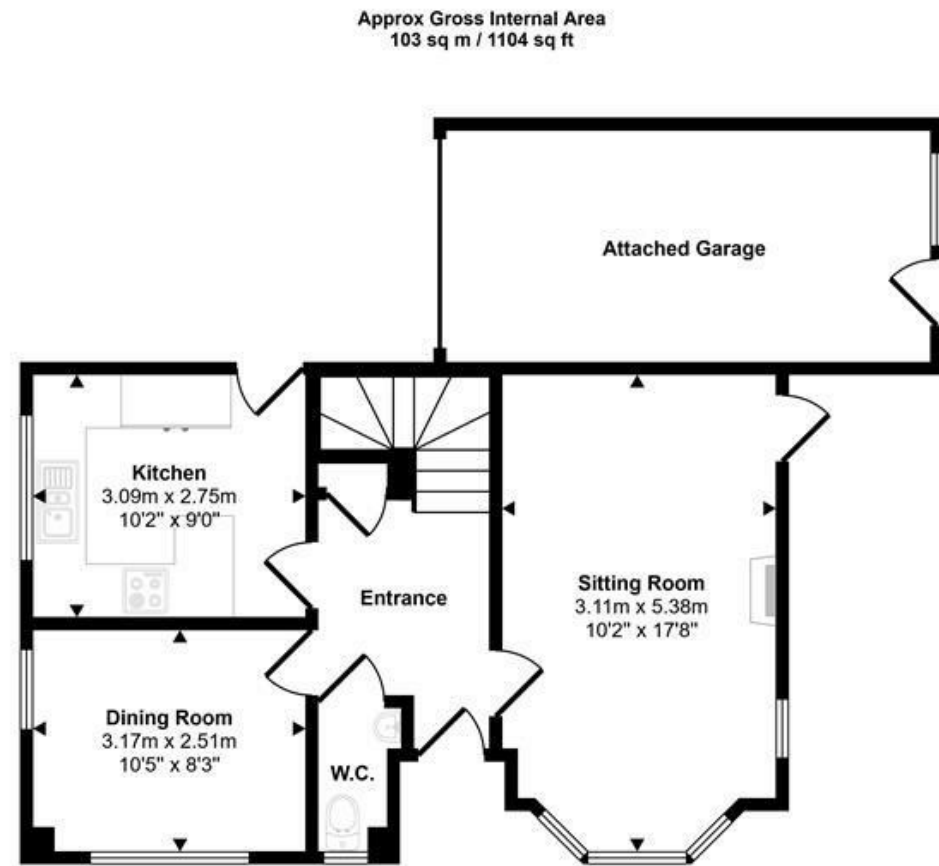 Approx Gross Internal Area
103 sq m / 1104 sq ft
Attached Garage
Kitchen
3.09m x 2.75m
10'2" x 9'0"
Entrance
Sitting Room
3.11m x 5.38m
10'2" x 17'8"
Dining Room
3.17m x 2.51m
10'5" x 8'3"
W.C.